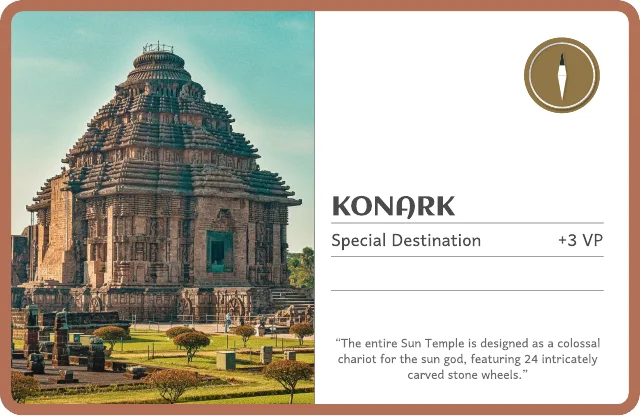 KONARK
Special Destination +3 VP
“The entire Sun Temple is designed as a colossal
chariot for the sun god, featuring 24 intricately
carved stone wheels.”